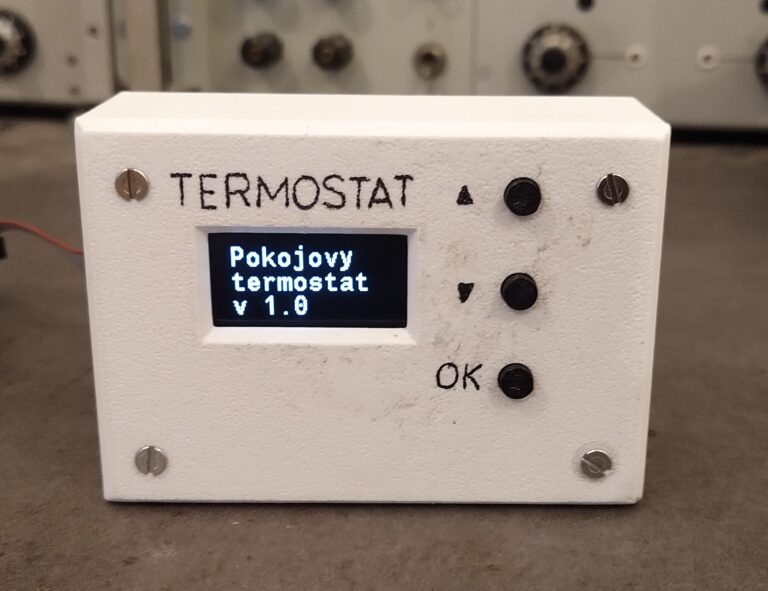 TERMOSTAT
Pokojovy
termostat
v 1.0
OK